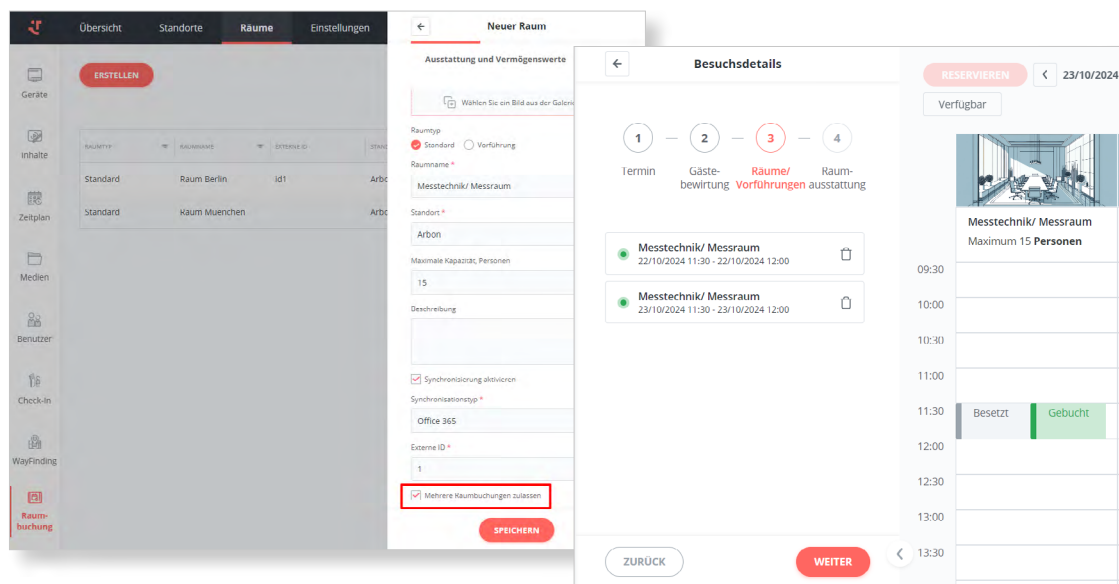 Übersicht Standorte Räume Einstellungen
ERSTELLEN
Geräte
Inhalte
Zeitplan
Medien
Benutzer
Check-In
WayFinding
Raum-
buchung
RAUMTYP RAUMNAME EXTERNE ID
Standard Raum Berlin id1 Arbo
Standard Raum Muenchen Arbo
Neuer Raum
Ausstattung und Vermögenswerte
Wählen Sie ein Bild aus der Galerie
Raumtyp
Standard Vorführung
Raumname *
Messtechnik/ Messraum
Standort *
Arbon
Maximale Kapazität, Personen
15
Beschreibung
Synchronisierung aktivieren
Synchronisationstyp *
Office 365
Externe ID *
1
Mehrere Raumbuchungen zulassen
SPEICHERN
Besuchsdetails
1 2 3 4
Termin Gäste- Räume/ Raum-
bewirtung Vorführungen ausstattung
Messtechnik/ Messraum
22/10/2024 11:30 - 22/10/2024 12:00
Messtechnik/ Messraum
23/10/2024 11:30 - 23/10/2024 12:00
ZURÜCK WEITER
RESERVIEREN 23/10/2024
Verfügbar
Messtechnik/ Messraum
Maximum 15 Personen
09:30
10:00
10:30
11:00
11:30 Besetzt Gebucht
12:00
12:30
13:00
13:30